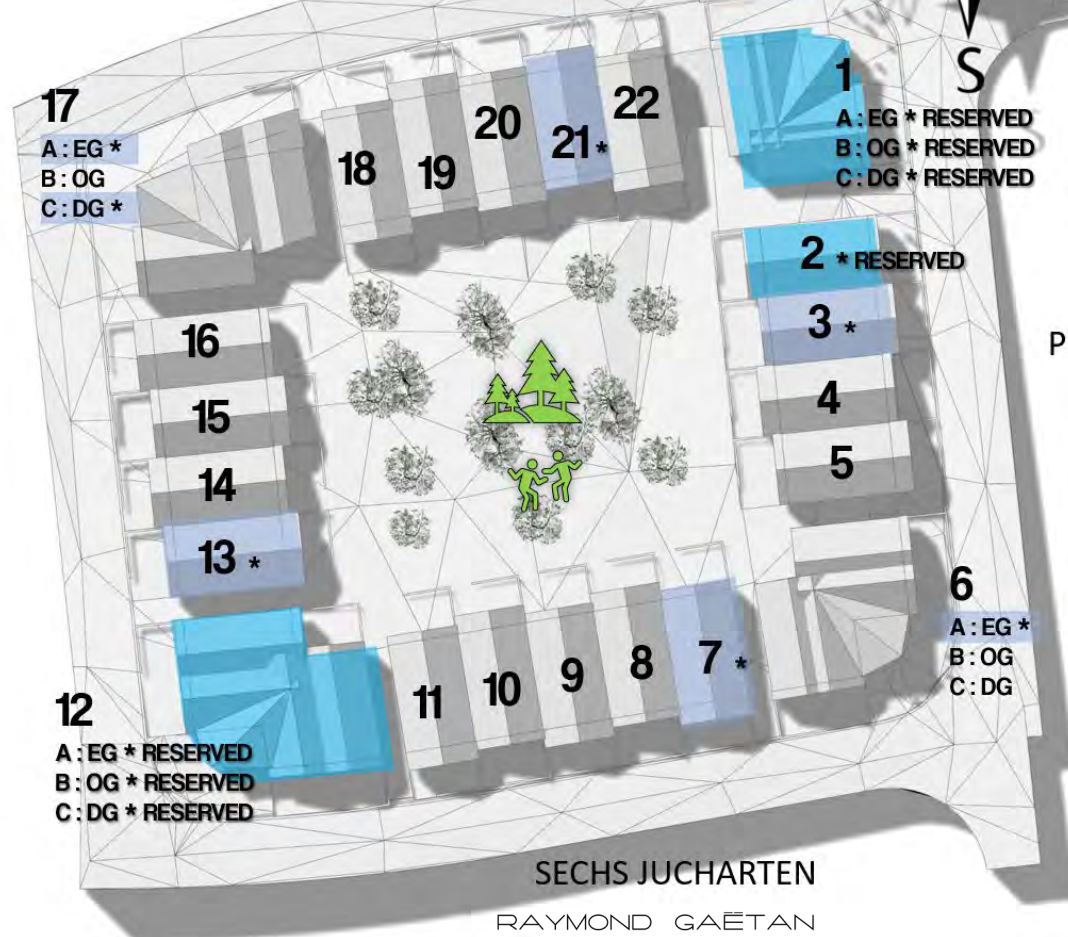 S
17
A : EG *
B : OG
C : DG *
18
19
20
21 *
22
1
A : EG * RESERVED
B : OG * RESERVED
C : DG * RESERVED
2 * RESERVED
3 *
4
5
P
16
15
14
13 *
6
A : EG *
B : OG
C : DG
12
A : EG * RESERVED
B : OG * RESERVED
C : DG * RESERVED
11
10
9
8
7 *
SECHS JUCHARTEN
RAYMOND GAËTAN